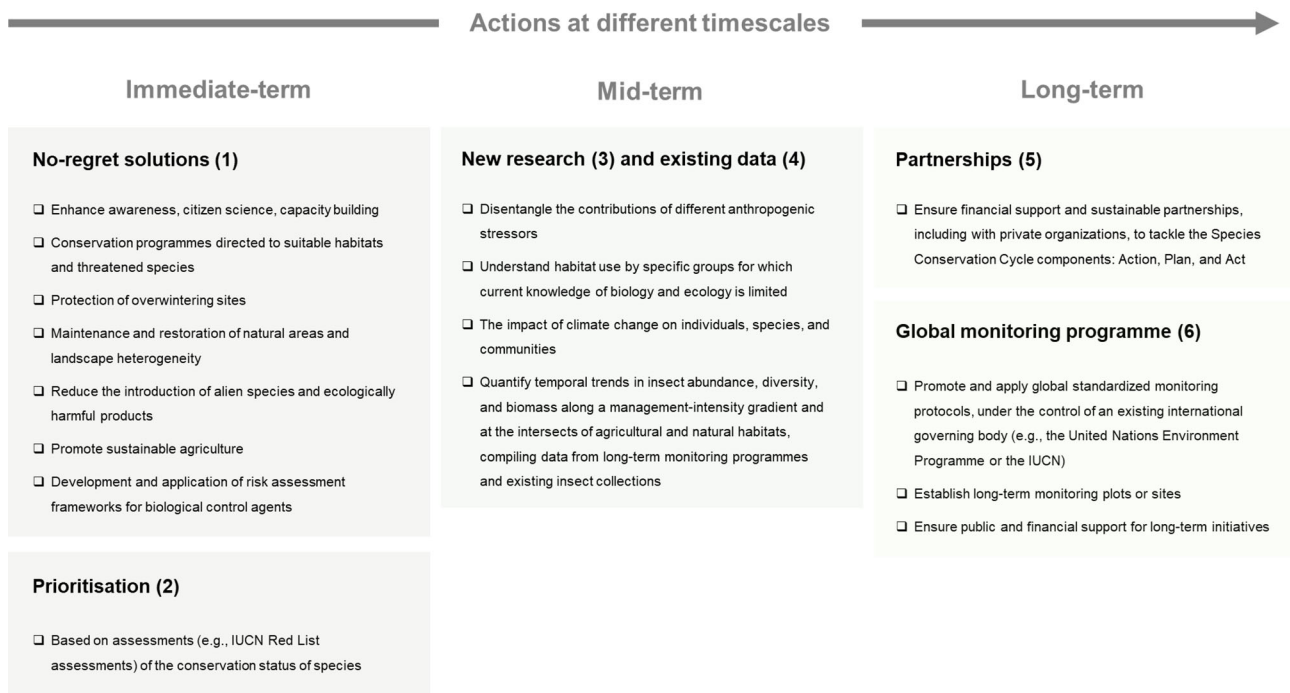 Actions at different timescales
Immediate-term
No-regret solutions (1)
❑ Enhance awareness, citizen science, capacity building
❑ Conservation programmes directed to suitable habitats
and threatened species
❑ Protection of overwintering sites
❑ Maintenance and restoration of natural areas and
landscape heterogeneity
❑ Reduce the introduction of alien species and ecologically
harmful products
❑ Promote sustainable agriculture
❑ Development and application of risk assessment
frameworks for biological control agents
Prioritisation (2)
❑ Based on assessments (e.g., IUCN Red List
assessments) of the conservation status of species
Mid-term
New research (3) and existing data (4)
❑ Disentangle the contributions of different anthropogenic
stressors
❑ Understand habitat use by specific groups for which
current knowledge of biology and ecology is limited
❑ The impact of climate change on individuals, species, and
communities
❑ Quantify temporal trends in insect abundance, diversity,
and biomass along a management-intensity gradient and
at the intersects of agricultural and natural habitats,
compiling data from long-term monitoring programmes
and existing insect collections
Long-term
Partnerships (5)
❑ Ensure financial support and sustainable partnerships,
including with private organizations, to tackle the Species
Conservation Cycle components: Action, Plan, and Act
Global monitoring programme (6)
❑ Promote and apply global standardized monitoring
protocols, under the control of an existing international
governing body (e.g., the United Nations Environment
Programme or the IUCN)
❑ Establish long-term monitoring plots or sites
❑ Ensure public and financial support for long-term initiatives